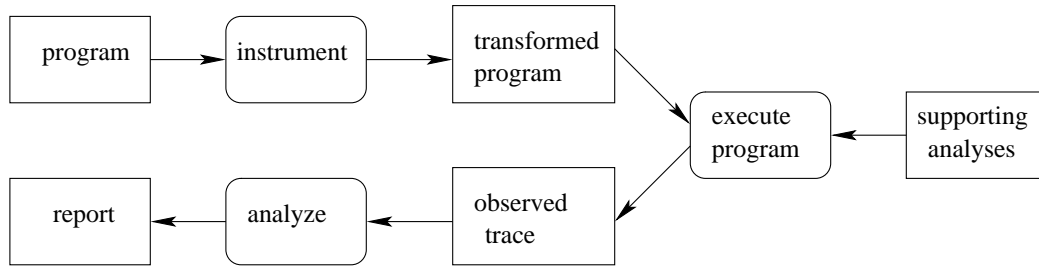 program
instrument
transformed
program
execute
program
supporting
analyses
report
analyze
observed
trace